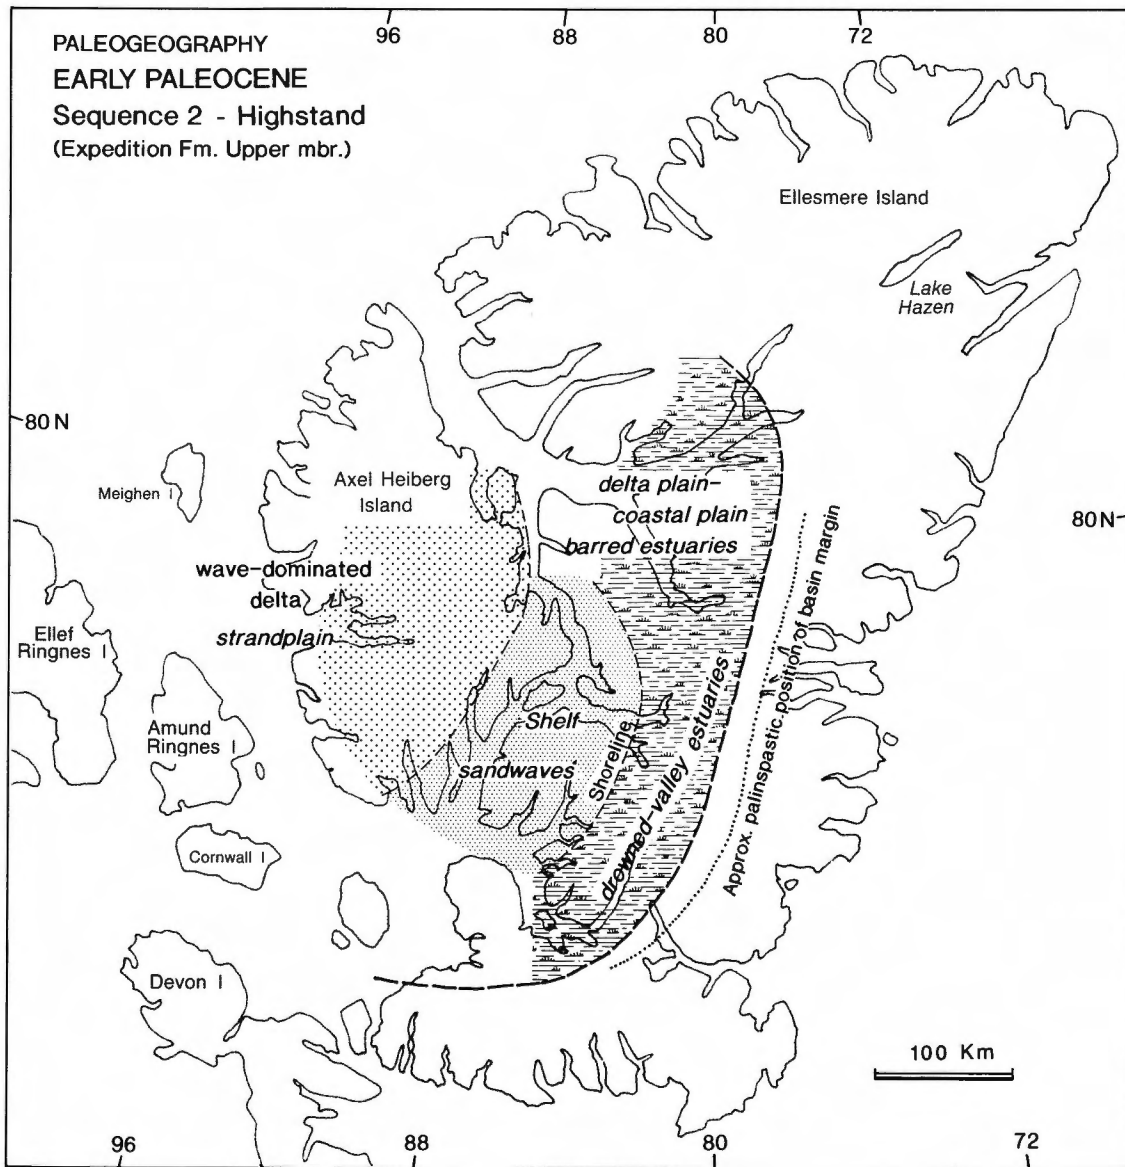 96 88 80 72
PALEOGEOGRAPHY
EARLY PALEOCENE
Sequence 2 - Highstand
(Expedition Fm. Upper mbr.)
Ellesmere Island
Lake
Hazen
80 N
Axel Heiberg
Island
Meighen I
delta plain-
coastal plain
barred estuaries
80 N
wave-dominated
delta
strandplain
Ellef
Ringnes I
Amund
Ringnes I
Shelf
sandwaves
Shoreline
drowned-valley estuaries
Approx. palinspastic position of basin margin
Cornwall I
Devon I
100 Km
96 88 80 72